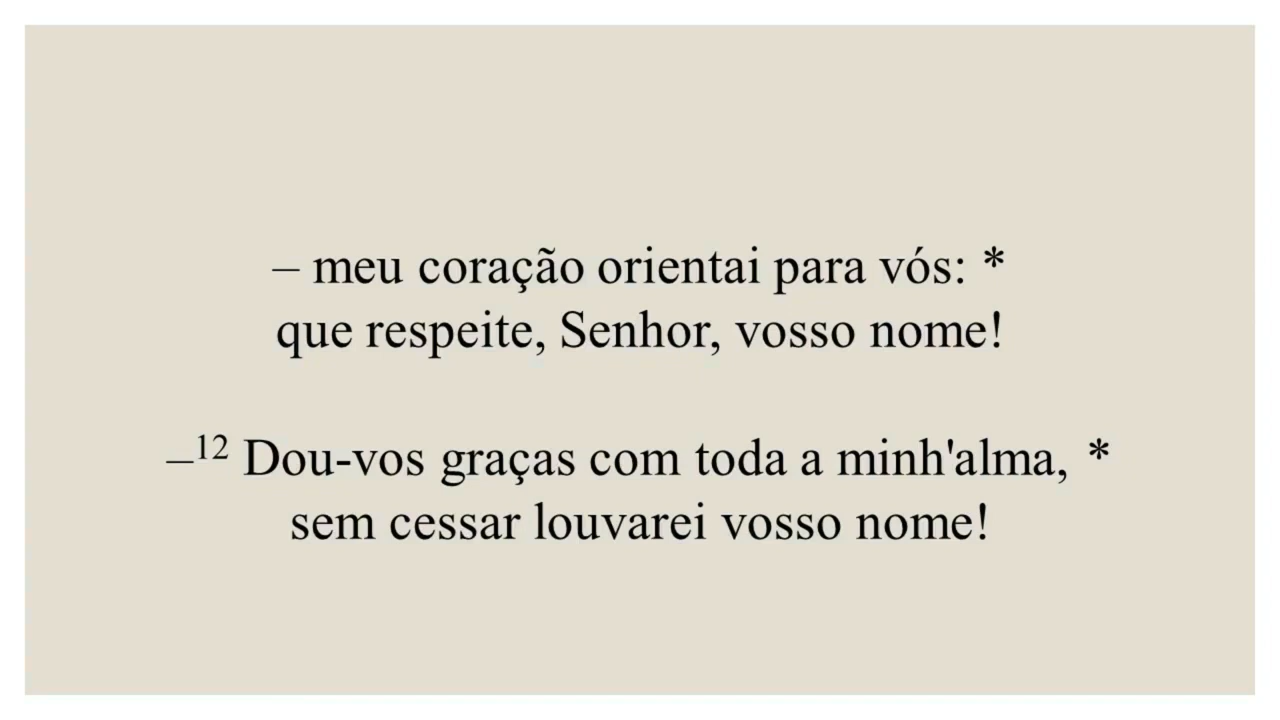 – meu coração orientai para vós: *
que respeite, Senhor, vosso nome!
–¹² Dou-vos graças com toda a minh'alma, *
sem cessar louvarei vosso nome!